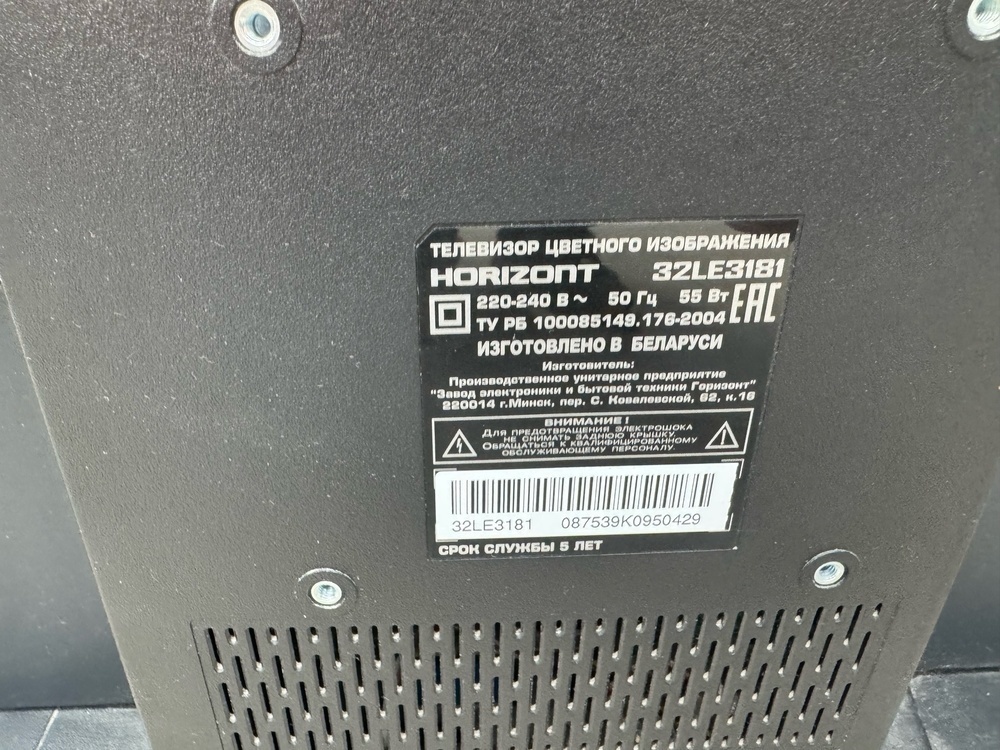 ТЕЛЕВИЗОР ЦВЕТНОГО ИЗОБРАЖЕНИЯ
HORIZONT 32LE3181
220-240 В ~ 50 Гц 55 Вт EAC
ТУ РБ 100085149.176-2004
ИЗГОТОВЛЕНО В БЕЛАРУСИ
Изготовитель:
Производственное унитарное предприятие
"Завод электроники и бытовой техники Горизонт"
220014 г.Минск, пер. С. Ковалевской, 62, к.16
ВНИМАНИЕ !
Для предотвращения электрошока
не снимать заднюю крышку.
Обращаться к квалифицированному
обслуживающему персоналу.
32LE3181 087539K0950429
СРОК СЛУЖБЫ 5 ЛЕТ